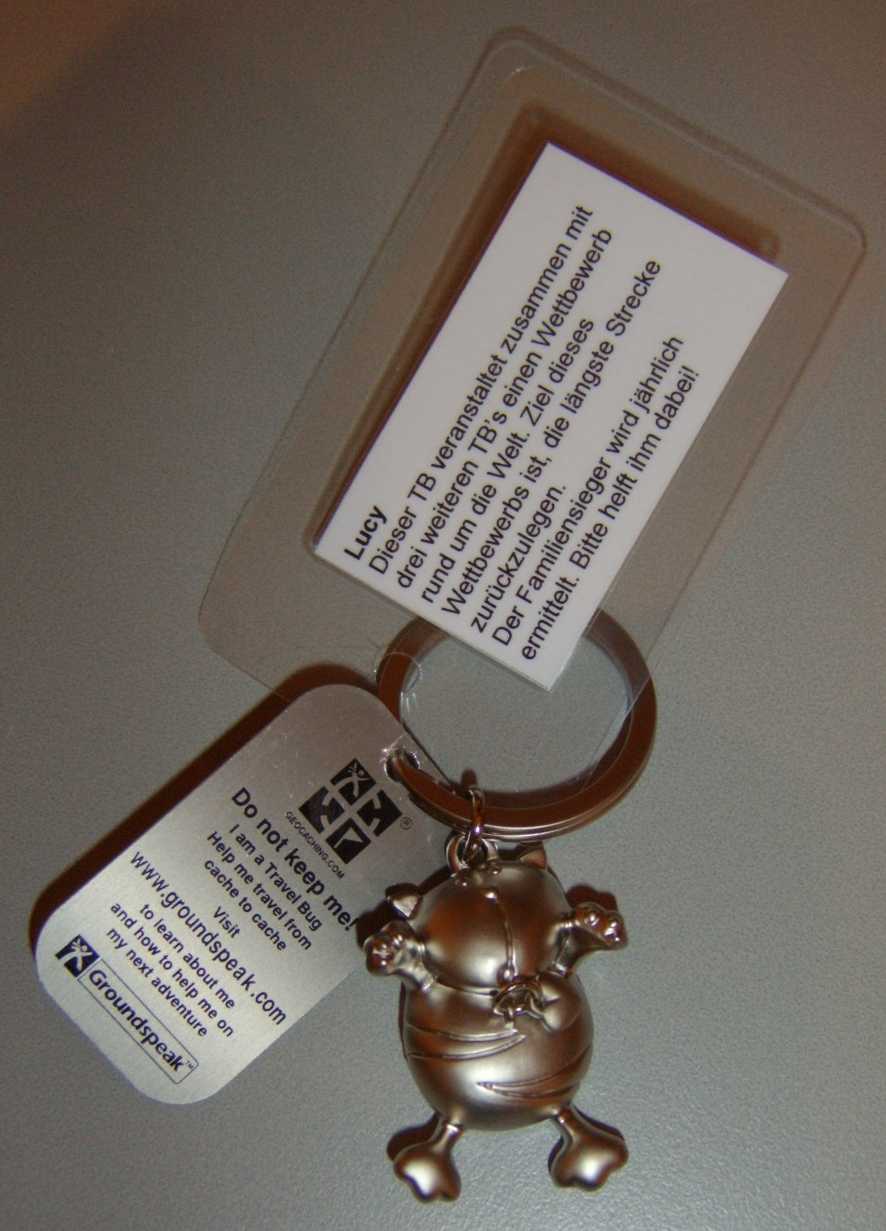 Lucy
Dieser TB veranstaltet zusammen mit
drei weiteren TB's einen Wettbewerb
rund um die Welt. Ziel dieses
Wettbewerbs ist, die längste Strecke
zurückzulegen.
Der Familiensieger wird jährlich
ermittelt. Bitte helft ihm dabei!
®
GEOCACHING.COM
Do not keep me!
I am a Travel Bug
Help me travel from
cache to cache
Visit
www.groundspeak.com
to learn about me
and how to help me on
my next adventure
Groundspeak™